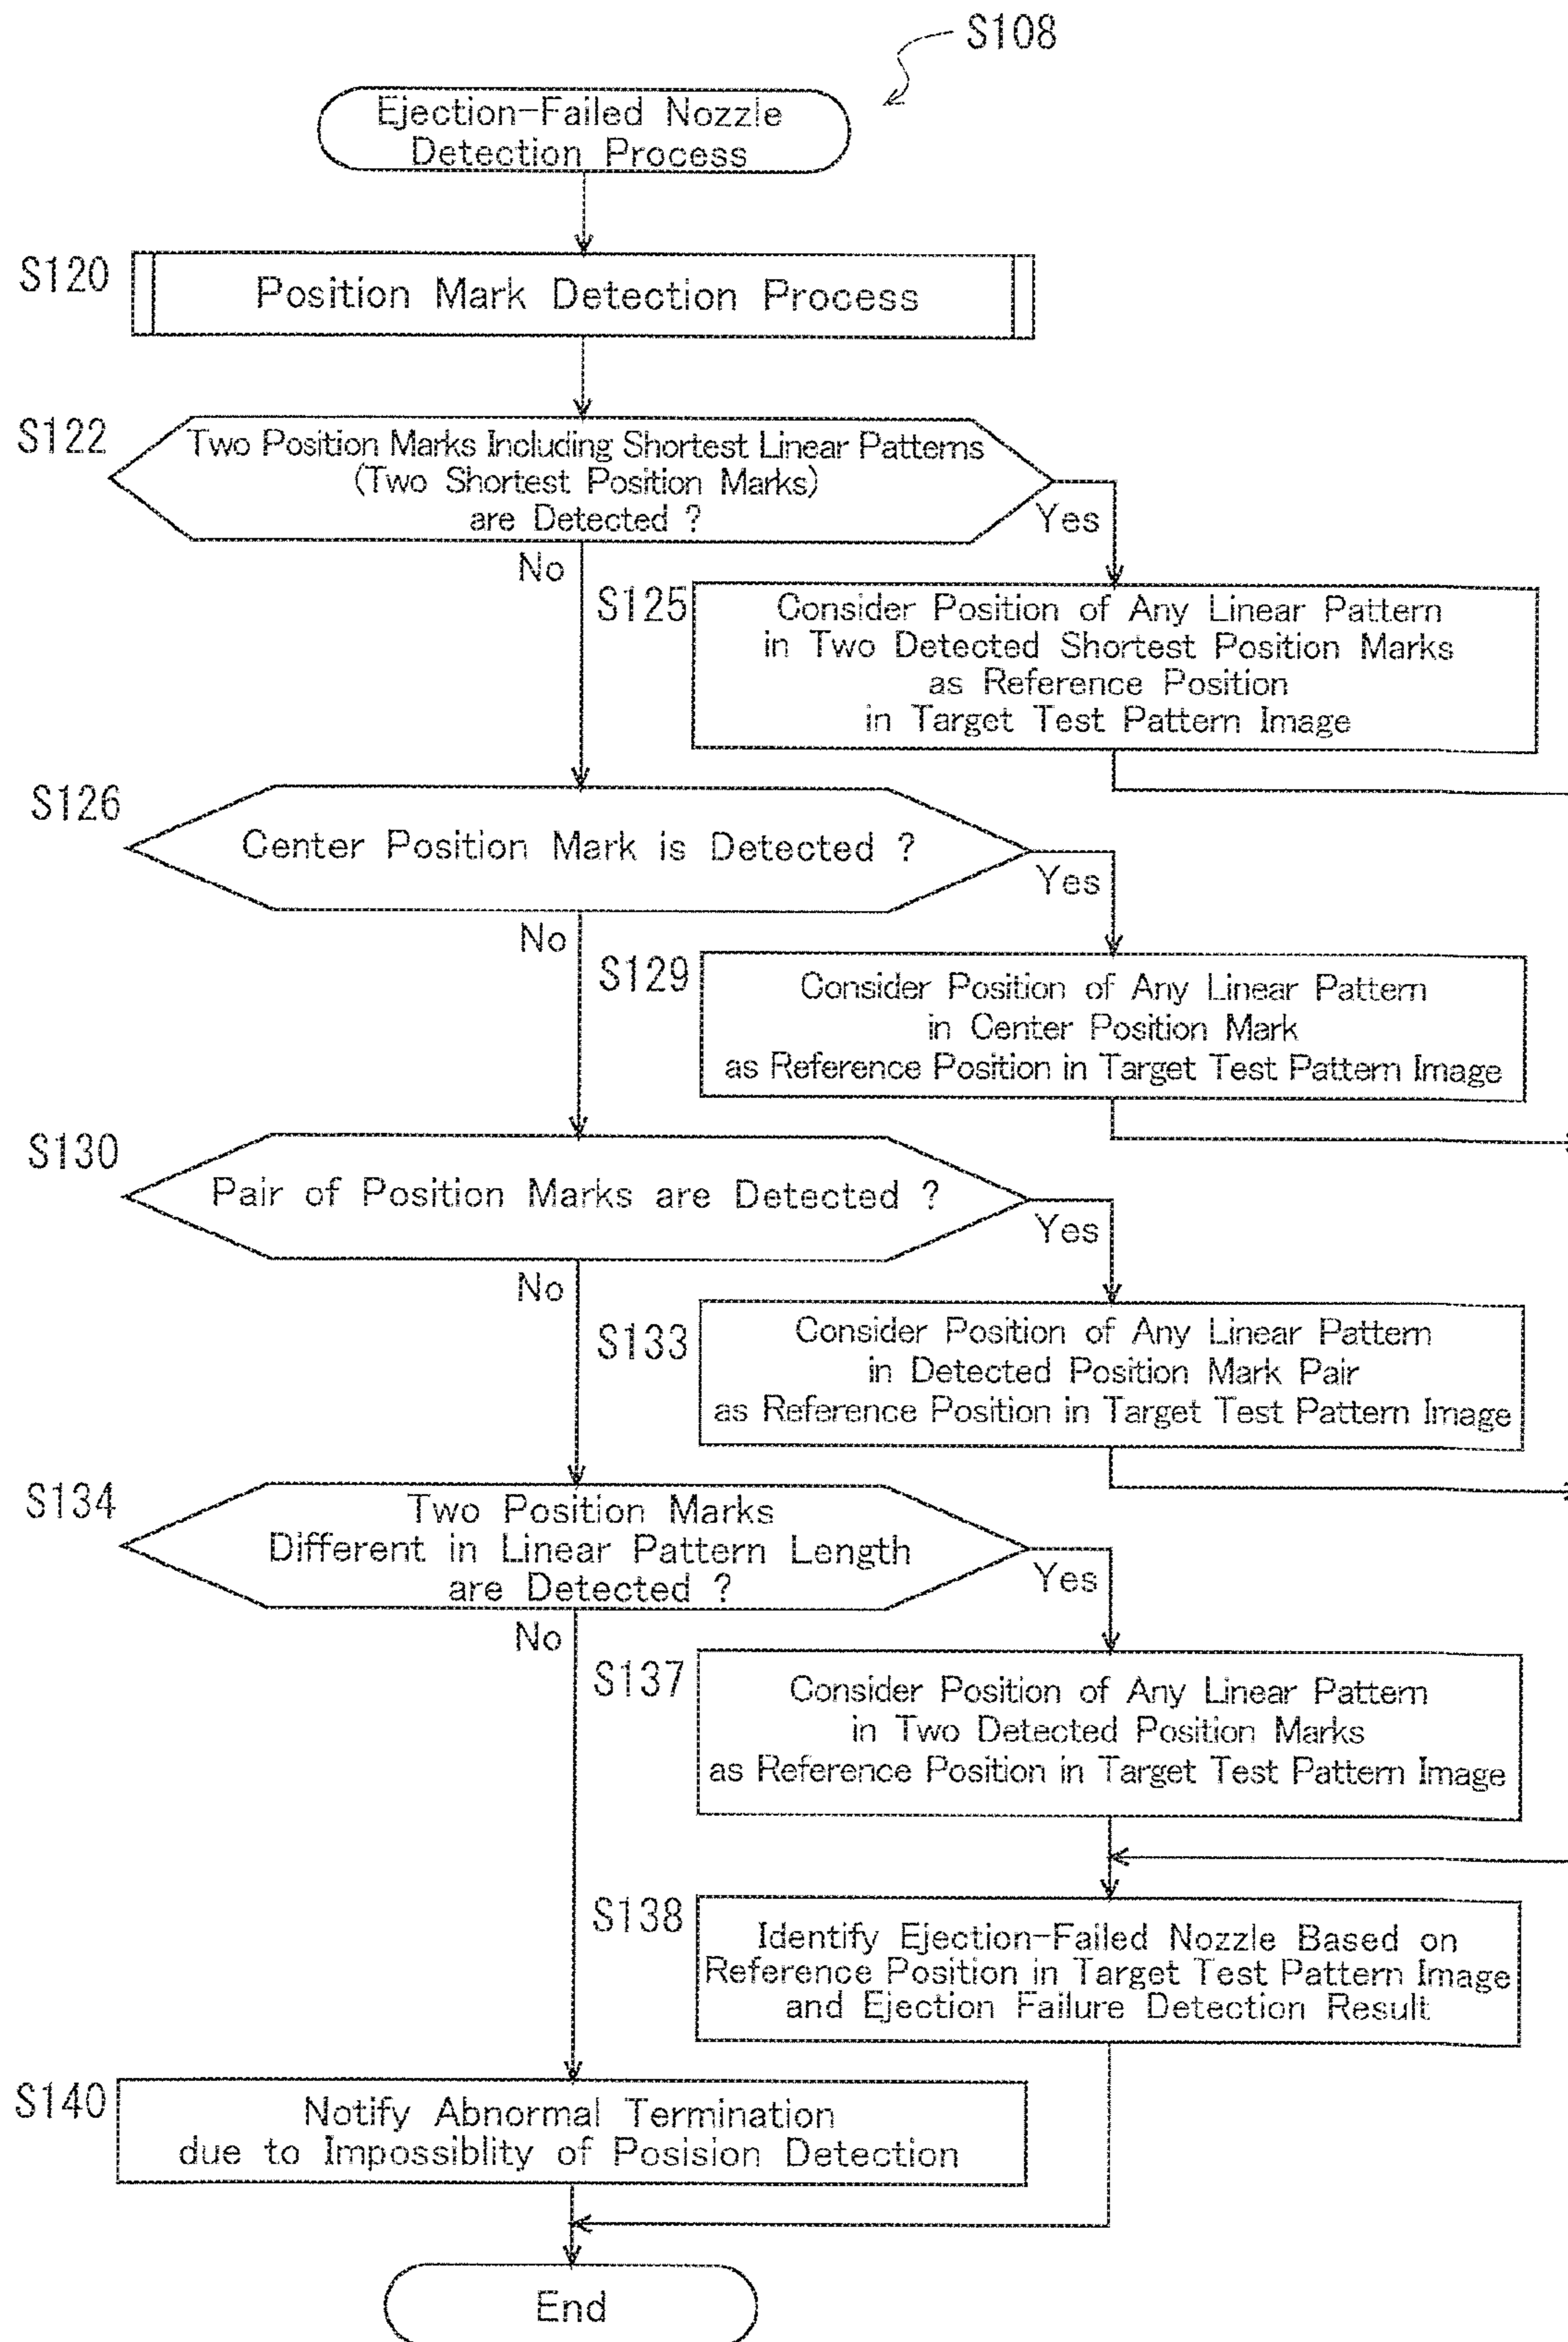 S108
Ejection-Failed Nozzle
Detection Process
S120
Position Mark Detection Process
S122
Two Position Marks Including Shortest Linear Patterns
(Two Shortest Position Marks)
are Detected ?
Yes
No
S125
Consider Position of Any Linear Pattern
in Two Detected Shortest Position Marks
as Reference Position
in Target Test Pattern Image
S126
Center Position Mark is Detected ?
Yes
No
S129
Consider Position of Any Linear Pattern
in Center Position Mark
as Reference Position in Target Test Pattern Image
S130
Pair of Position Marks are Detected ?
Yes
No
S133
Consider Position of Any Linear Pattern
in Detected Position Mark Pair
as Reference Position in Target Test Pattern Image
S134
Two Position Marks
Different in Linear Pattern Length
are Detected ?
Yes
No
S137
Consider Position of Any Linear Pattern
in Two Detected Position Marks
as Reference Position in Target Test Pattern Image
S138
Identify Ejection-Failed Nozzle Based on
Reference Position in Target Test Pattern Image
and Ejection Failure Detection Result
S140
Notify Abnormal Termination
due to Impossiblity of Posision Detection
End